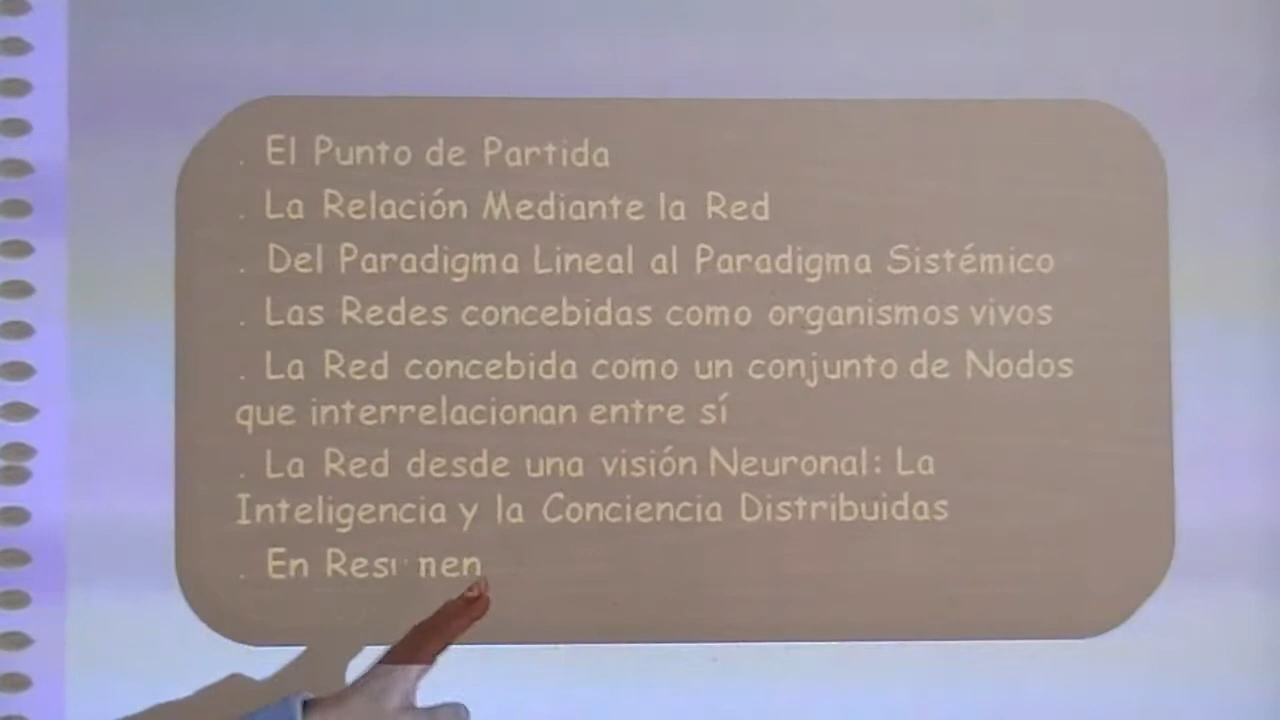 . El Punto de Partida
. La Relación Mediante la Red
. Del Paradigma Lineal al Paradigma Sistémico
. Las Redes concebidas como organismos vivos
. La Red concebida como un conjunto de Nodos
que interrelacionan entre sí
. La Red desde una visión Neuronal: La
Inteligencia y la Conciencia Distribuidas
. En Resumen